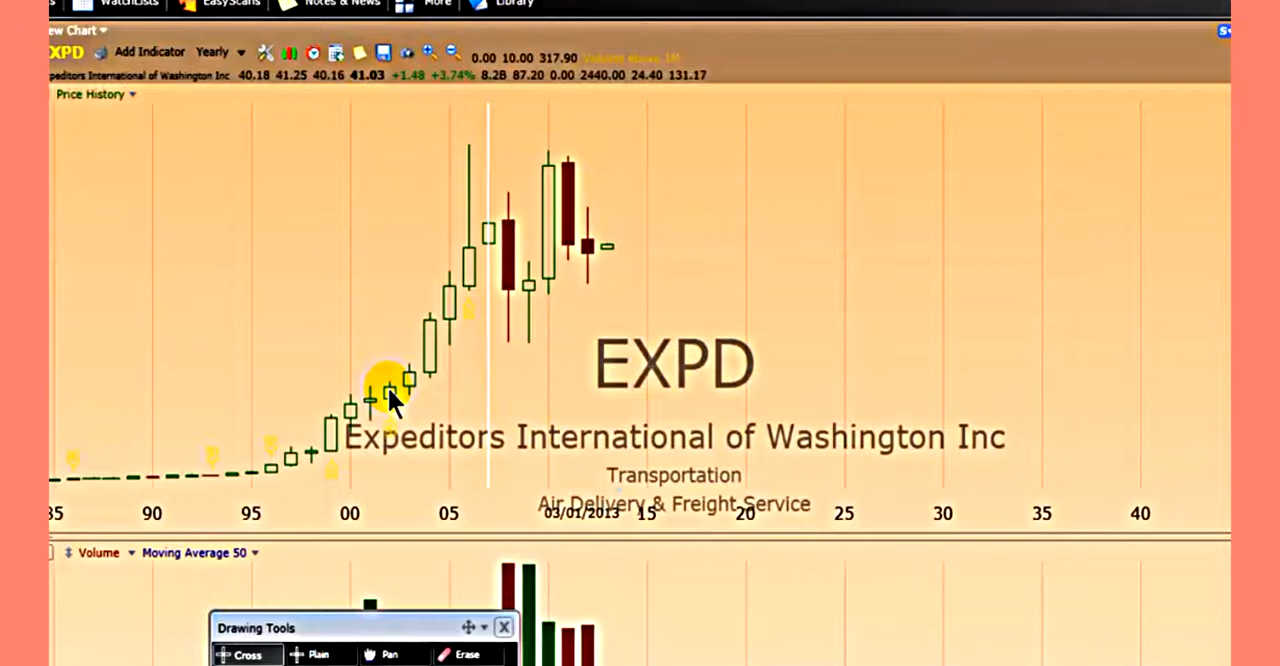 WatchLists EasyScans Notes & News More Library
ew Chart
XPD Add Indicator Yearly 0.00 10.00 317.90
peditors International of Washington Inc 40.18 41.25 40.16 41.03 +1.48 +3.74% 8.2B 87.20 0.00 2440.00 24.40 131.17
Price History
EXPD
Expeditors International of Washington Inc
Transportation
Air Delivery & Freight Service
85 90 95 00 05 03/01/2013 15 20 25 30 35 40
Volume Moving Average 50
Drawing Tools X
Cross Plain Pan Erase